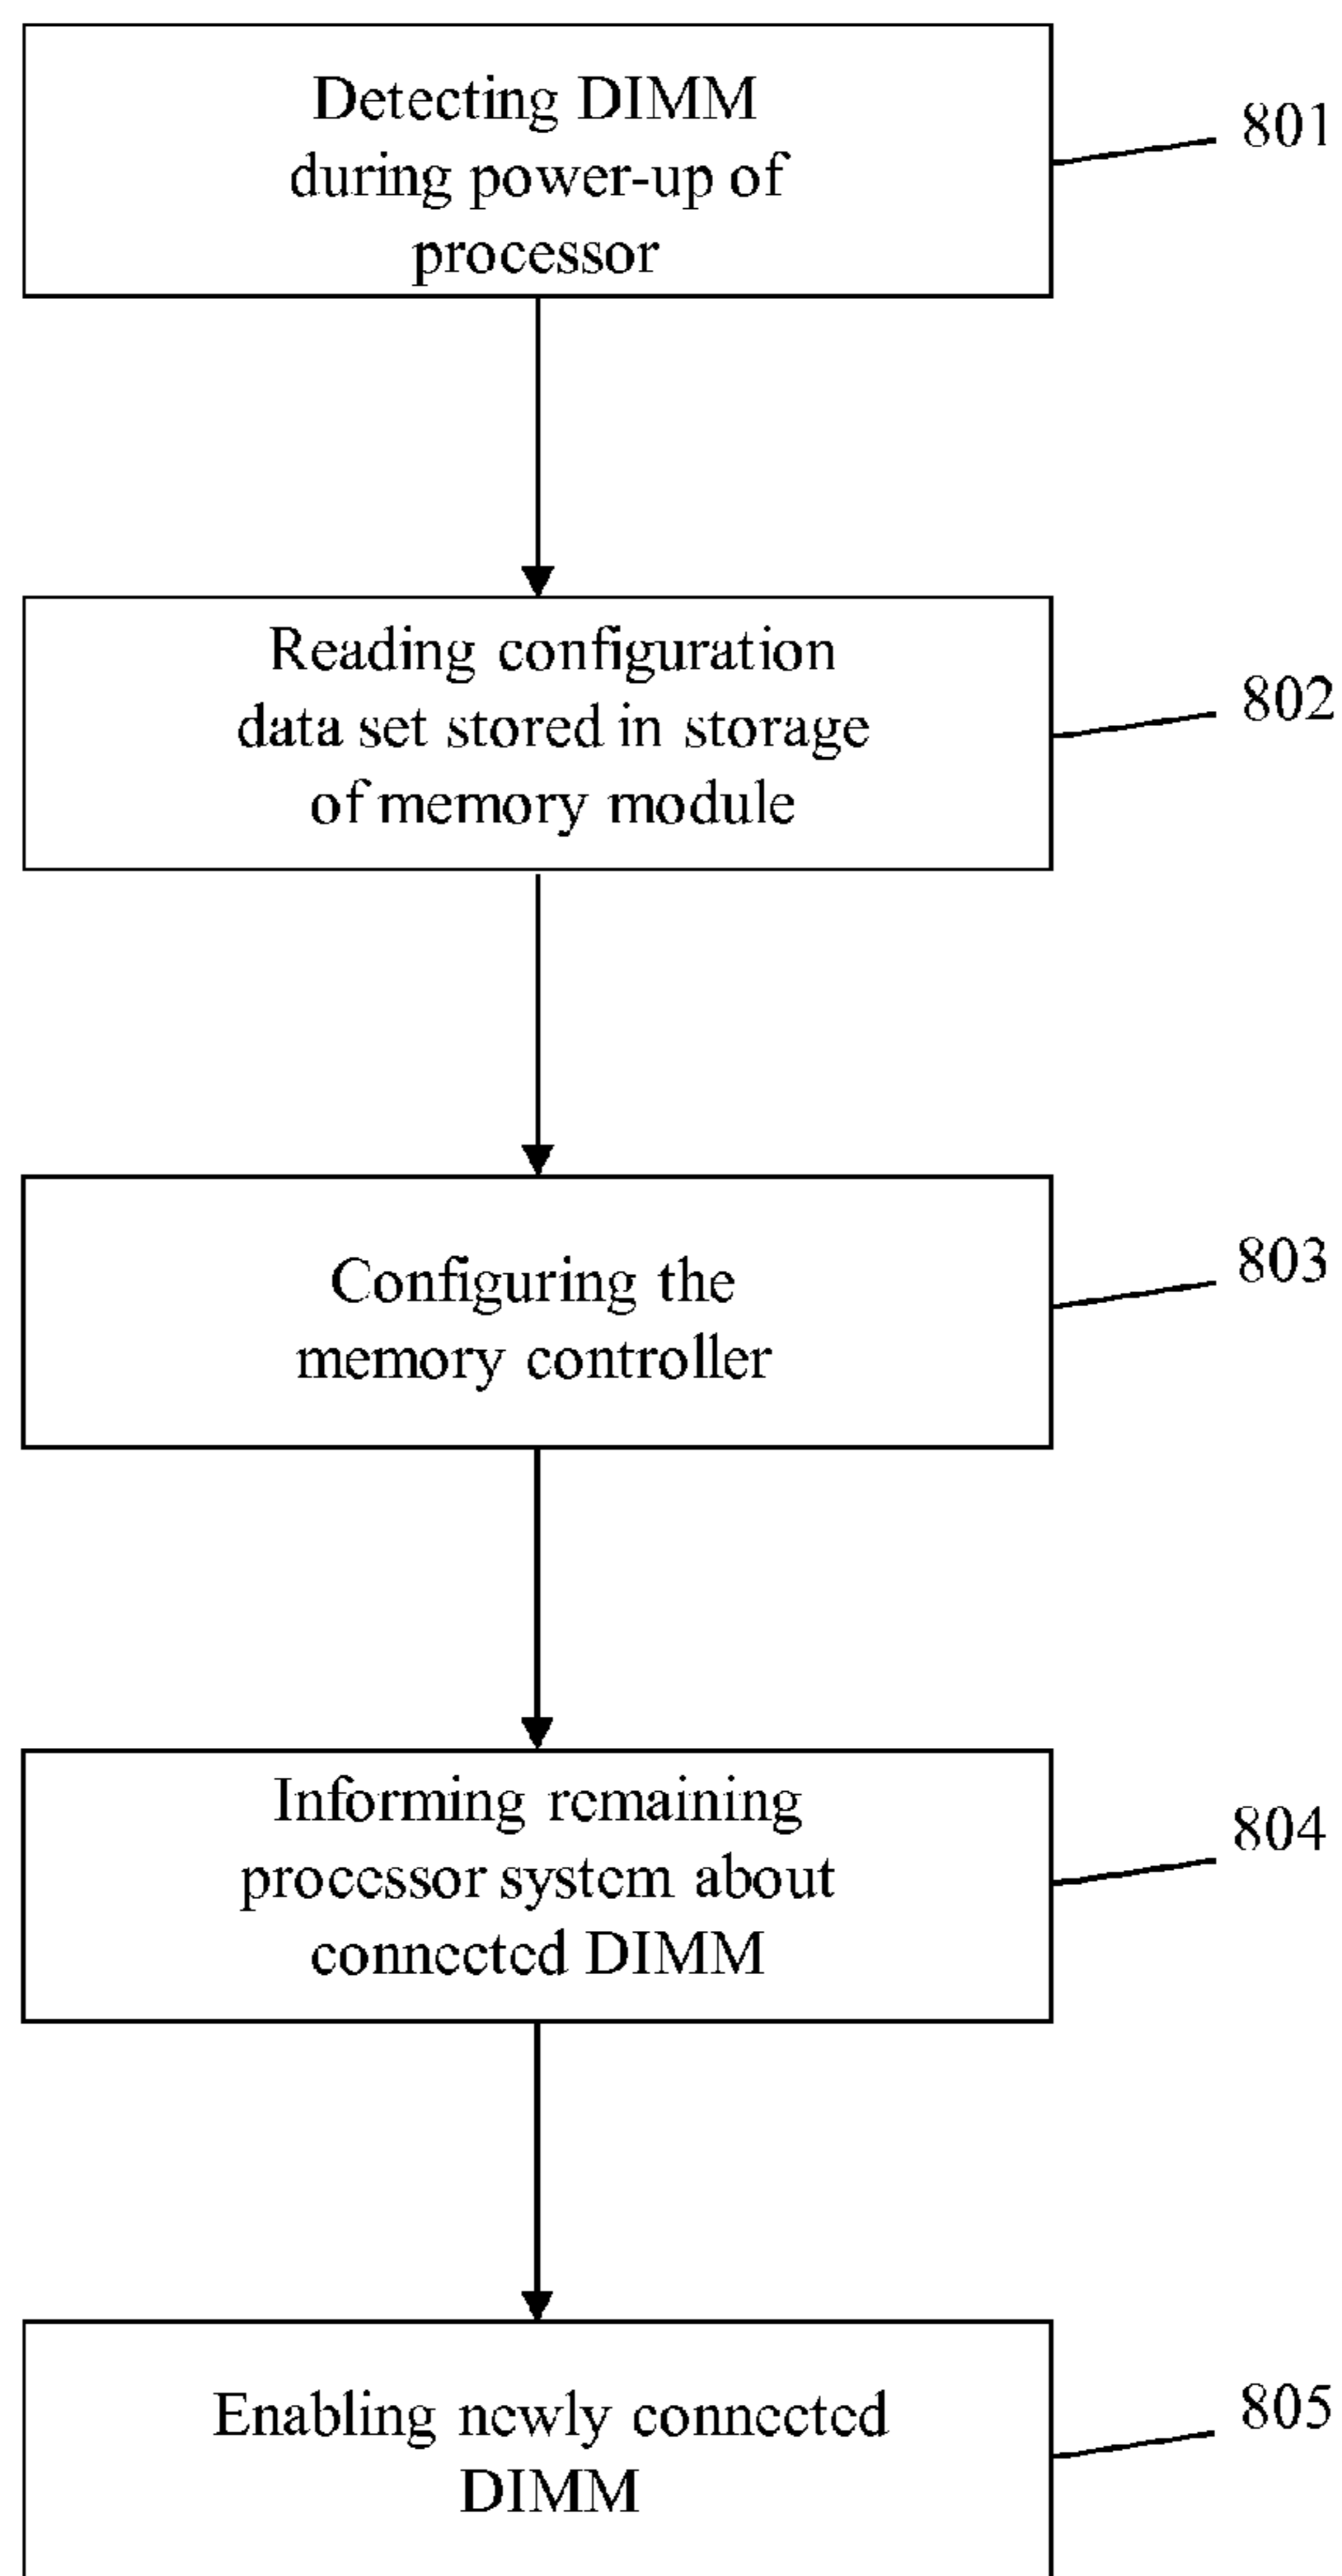 Detecting DIMM
during power-up of
processor
801
Reading configuration
data set stored in storage
of memory module
802
Configuring the
memory controller
803
Informing remaining
processor system about
connected DIMM
804
Enabling newly connected
DIMM
805